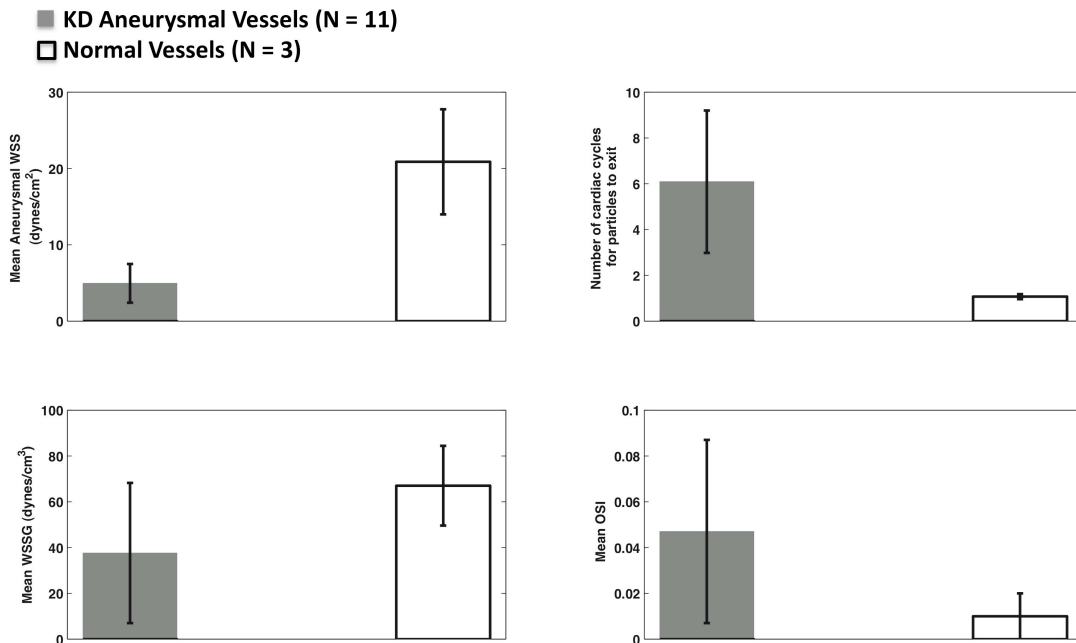 KD Aneurysmal Vessels (N = 11)
Normal Vessels (N = 3)
Mean Aneurysmal WSS
(dynes/cm²)
30
20
10
0
Number of cardiac cycles
for particles to exit
10
8
6
4
2
0
Mean WSSG (dynes/cm³)
100
80
60
40
20
0
Mean OSI
0.1
0.08
0.06
0.04
0.02
0